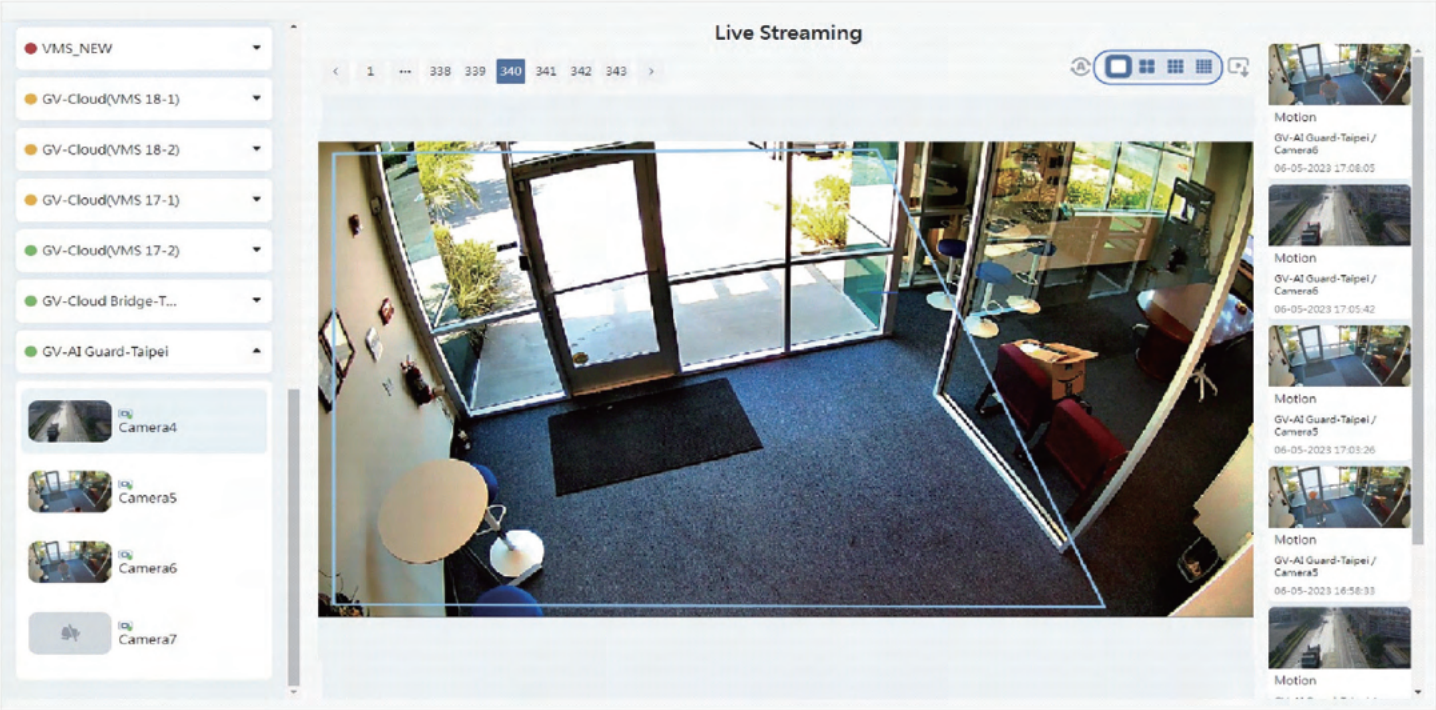 Live Streaming
VMS_NEW
GV-Cloud(VMS 18-1)
GV-Cloud(VMS 18-2)
GV-Cloud(VMS 17-1)
GV-Cloud(VMS 17-2)
GV-Cloud Bridge-T...
GV-AI Guard-Taipei
Camera4
Camera5
Camera6
Camera7
< 1 ... 338 339 340 341 342 343 >
A
Motion
GV-AI Guard-Taipei /
Camera6
06-05-2023 17:08:05
Motion
GV-AI Guard-Taipei /
Camera6
06-05-2023 17:05:42
Motion
GV-AI Guard-Taipei /
Camera5
06-05-2023 17:03:26
Motion
GV-AI Guard-Taipei /
Camera5
06-05-2023 16:58:33
Motion